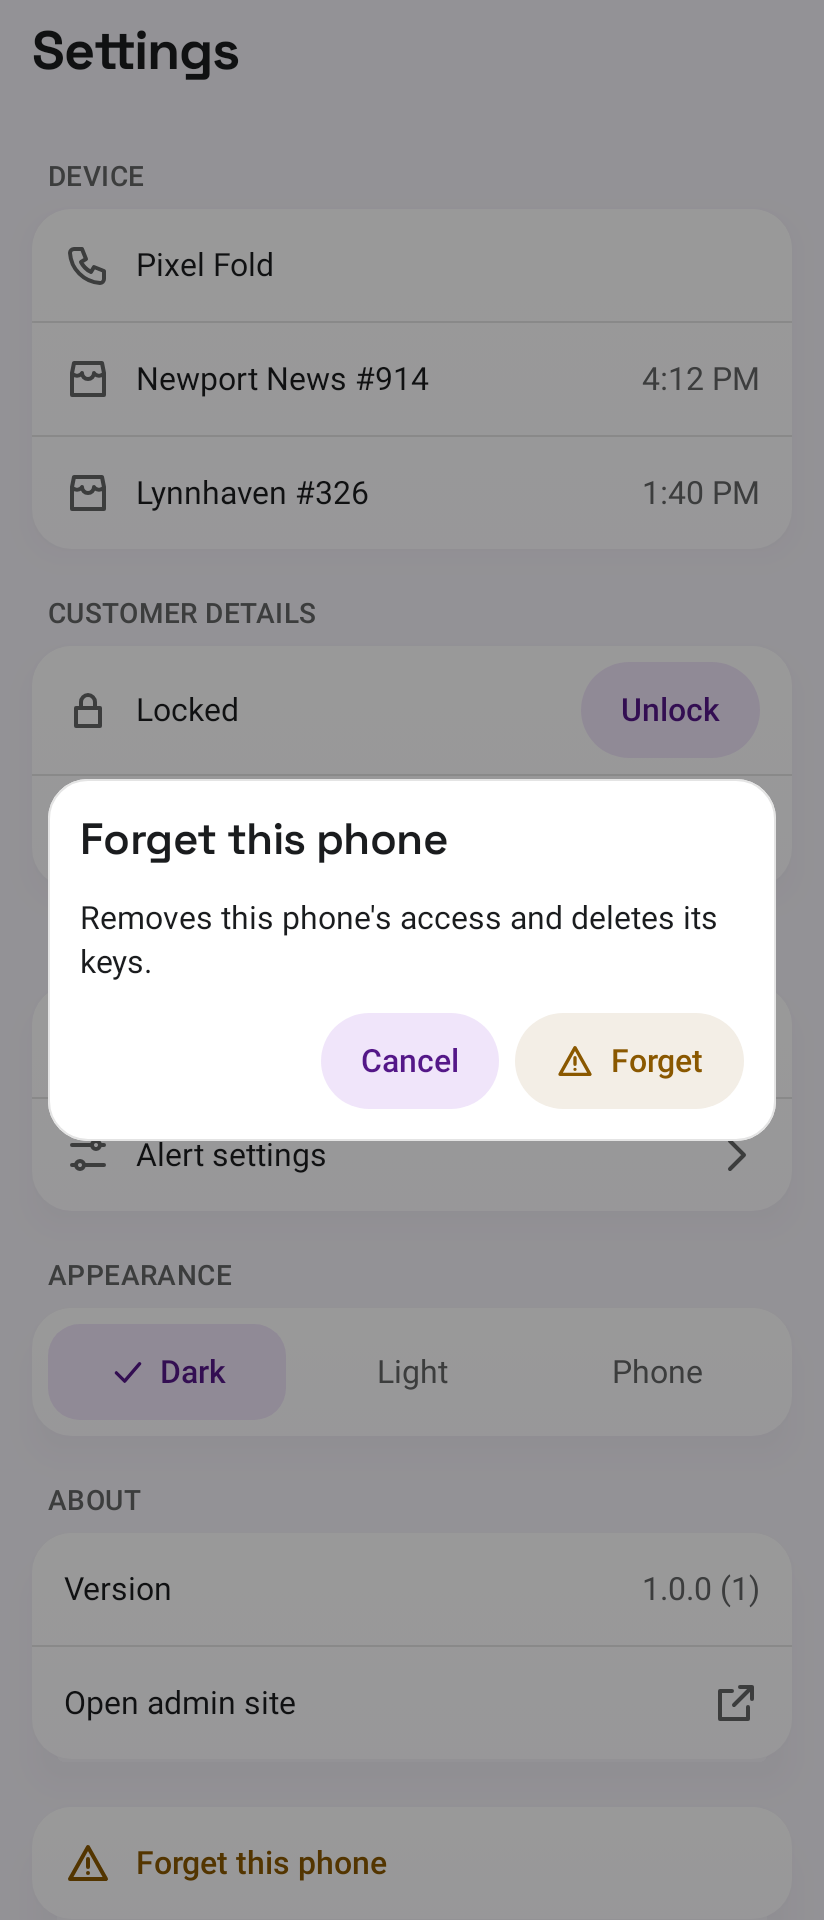 Settings
DEVICE
Pixel Fold
Newport News #914 4:12 PM
Lynnhaven #326 1:40 PM
CUSTOMER DETAILS
Locked Unlock
Forget this phone
Removes this phone's access and deletes its
keys.
Cancel Forget
Alert settings
APPEARANCE
Dark Light Phone
ABOUT
Version 1.0.0 (1)
Open admin site
Forget this phone